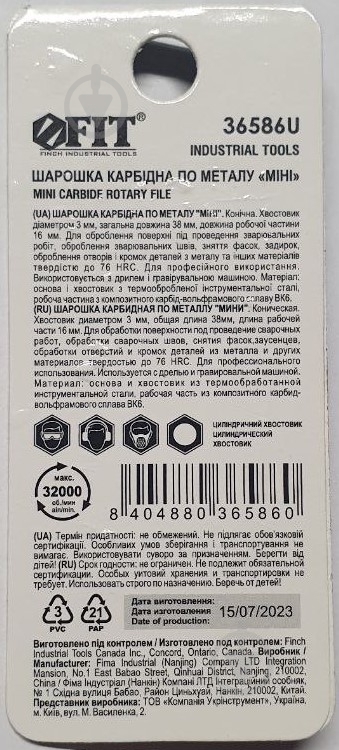 FIT®
FINCH INDUSTRIAL TOOLS
36586U
INDUSTRIAL TOOLS
ШАРОШКА КАРБІДНА ПО МЕТАЛУ «МІНІ»
MINI CARBIDE ROTARY FILE
(UA) ШАРОШКА КАРБІДНА ПО МЕТАЛУ "МІНІ". Конічна. Хвостовик
діаметром 3 мм, загальна довжина 38 мм, довжина робочої частини
16 мм. Для оброблення поверхні під проведення зварювальних
робіт, оброблення зварювальних швів, зняття фасок, задирок,
оброблення отворів і кромок деталей з металу та інших матеріалів
твердістю до 76 HRC. Для професійного використання.
Використовується з дрилем і гравірувальною машиною. Матеріал:
основа і хвостовик з термообробленої інструментальної сталі,
робоча частина з композитного карбід-вольфрамового сплаву ВК6.
(RU) ШАРОШКА КАРБИДНАЯ ПО МЕТАЛЛУ "МИНИ". Коническая.
Хвостовик диаметром 3 мм, общая длина 38мм, длина рабочей
части 16 мм. Для обработки поверхности под проведение сварочных
работ, обработки сварочных швов, снятия фасок,заусенцев,
обработки отверстий и кромок деталей из металла и других
материалов твердостью до 76 HRC. Для профессионального
использования. Используется с дрелью и гравировальной машиной.
Материал: основа и хвостовик из термообработанной
инструментальной стали, рабочая часть из композитного карбид-
вольфрамового сплава ВК6.
ЦИЛІНДРИЧНИЙ ХВОСТОВИК
ЦИЛИНДРИЧЕСКИЙ
ХВОСТОВИК
макс.
32000
об./мин
8 404880 365860
(UA) Термін придатності: не обмежений. Не підлягає обов'язковій
сертифікації. Особливих умов зберігання і транспортування не
вимагає. Використовувати суворо за призначенням. Берегти від
дітей! (RU) Срок годности: не ограничен. Не подлежит обязательной
сертификации. Особых условий хранения и транспортировки не
требует. Использовать строго по назначению. Беречь от детей!
3
PVC
21
PAP
Дата виготовлення:
Дата изготовления
Date of production:
15/07/2023
Виготовлено під контролем / Изготовлено под контролем: Finch
Industrial Tools Canada Inc., Concord, Ontario, Canada. Виробник /
Manufacturer: Fima Industrial (Nanjing) Company LTD Integration
Mansion, No.1 East Babao Street, Qinhuai District, Nanjing, 210002,
China / Фіма Індастріал (Нанкін) Компані ЛТД Інтеграційний особняк,
№ 1 Східна вулиця Бабао, Район Циньхуай, Нанкін, 210002, Китай.
Представник виробника: ТОВ «Компанія Укрінструмент», Україна,
м. Київ, вул. М. Василенка, 2.